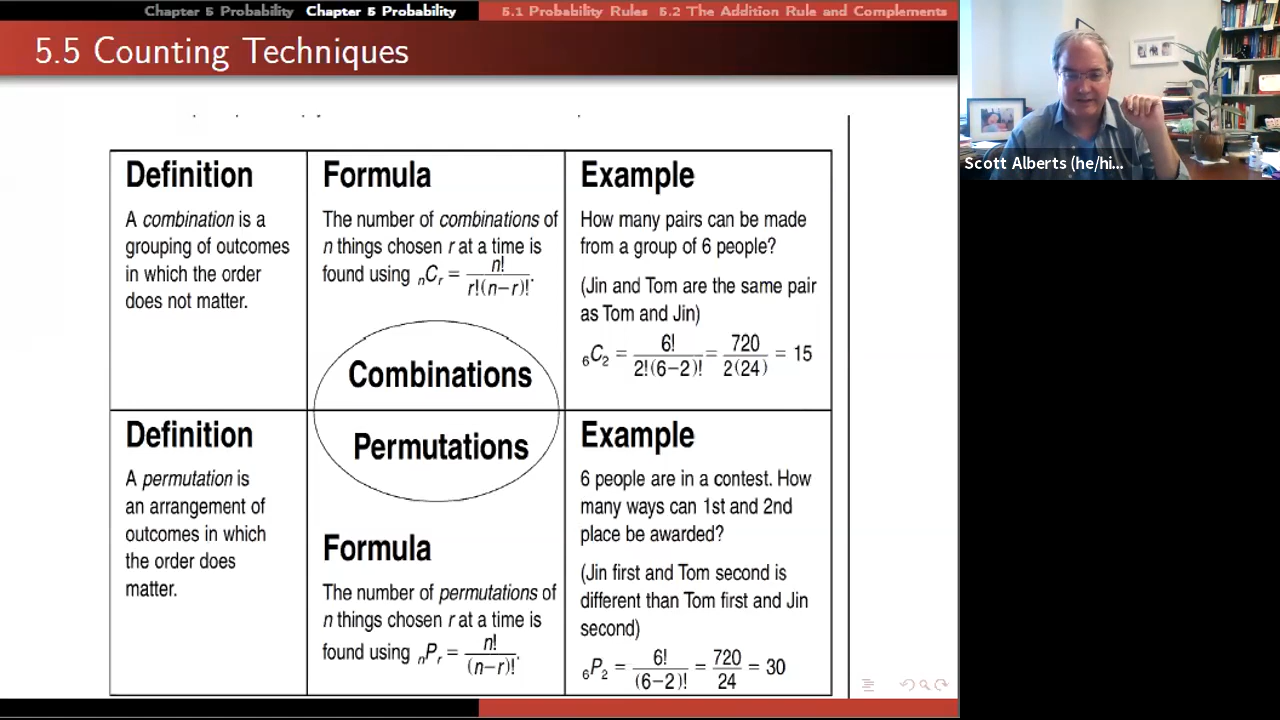 Chapter 5 Probability Chapter 5 Probability 5.1 Probability Rules 5.2 The Addition Rule and Complements
5.5 Counting Techniques
Scott Alberts (he/hi...
Definition
A combination is a
grouping of outcomes
in which the order
does not matter.
Formula
The number of combinations of
n things chosen r at a time is
found using nCr = n! / r!(n−r)!.
Example
How many pairs can be made
from a group of 6 people?
(Jin and Tom are the same pair
as Tom and Jin)
6C2 = 6! / 2!(6−2)! = 720 / 2(24) = 15
Combinations
Permutations
Definition
A permutation is
an arrangement of
outcomes in which
the order does
matter.
Formula
The number of permutations of
n things chosen r at a time is
found using nPr = n! / (n−r)!.
Example
6 people are in a contest. How
many ways can 1st and 2nd
place be awarded?
(Jin first and Tom second is
different than Tom first and Jin
second)
6P2 = 6! / (6−2)! = 720 / 24 = 30